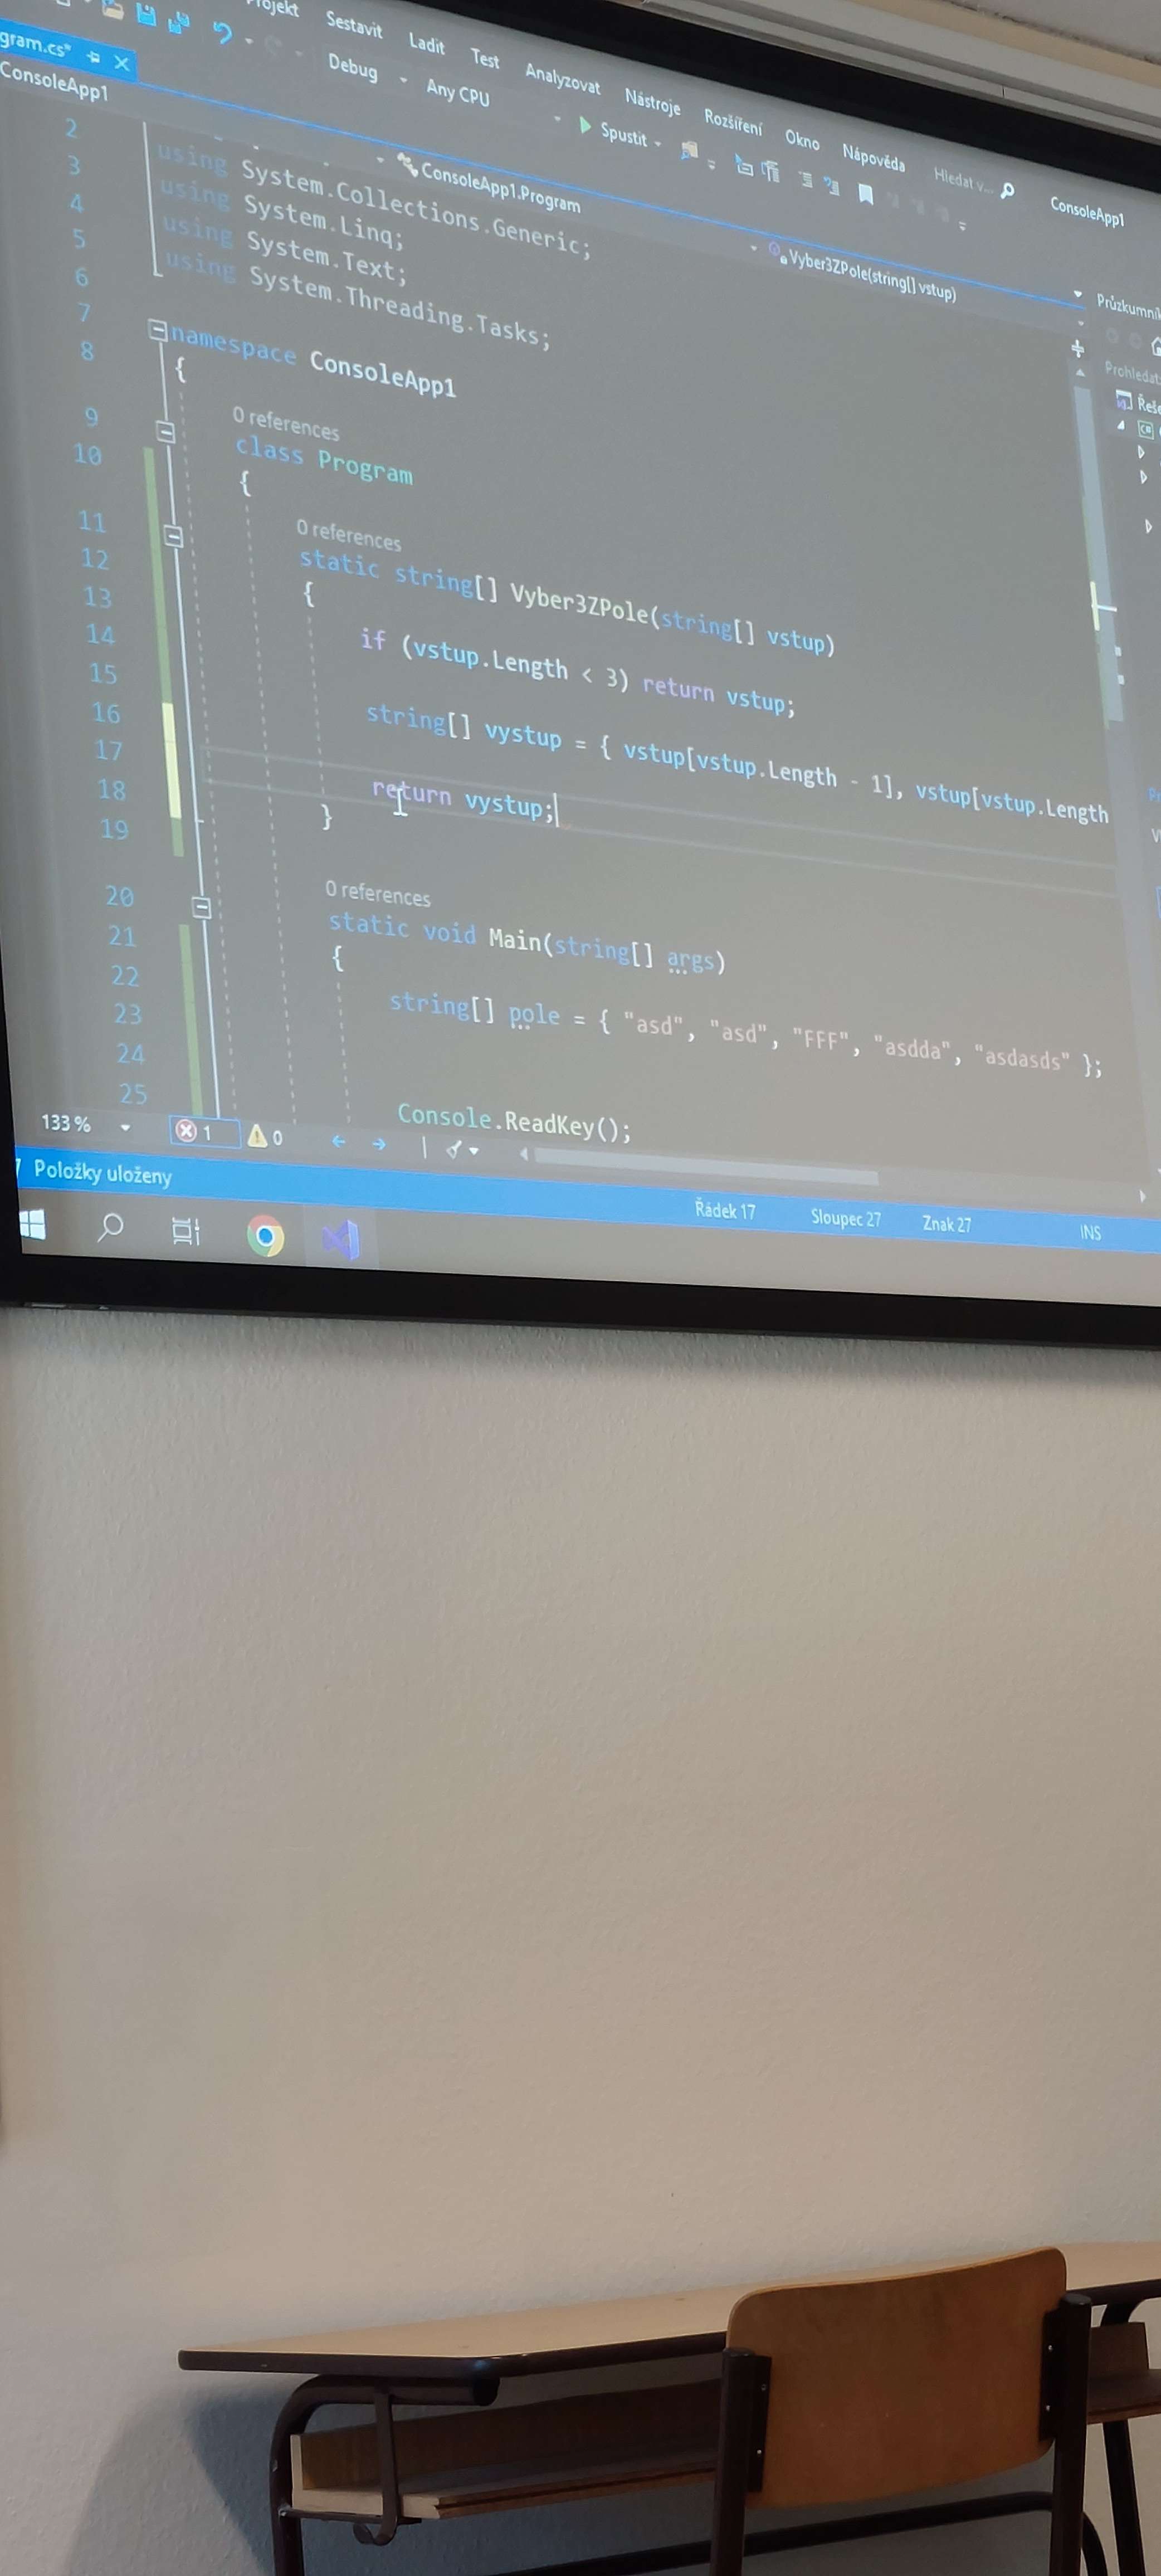 Sestavit Ladit Test Analyzovat Nástroje Rozšíření Okno Nápověda Hledat v... ConsoleApp1
gram.cs*
Debug Any CPU Spustit
ConsoleApp1 ConsoleApp1.Program Vyber3ZPole(string[] vstup)
2 using System.Collections.Generic;
3 using System.Linq;
4 using System.Text;
5 using System.Threading.Tasks;
6
7 namespace ConsoleApp1
8 {
0 references
9 class Program
10 {
0 references
11 static string[] Vyber3ZPole(string[] vstup)
12 {
13 if (vstup.Length < 3) return vstup;
14
15 string[] vystup = { vstup[vstup.Length - 1], vstup[vstup.Length
16
17 return vystup;
18 }
19
0 references
20 static void Main(string[] args)
21 {
22 string[] pole = { "asd", "asd", "FFF", "asdda", "asdasds" };
23
24
25 Console.ReadKey();
133 % 1 0
Položky uloženy Řádek 17 Sloupec 27 Znak 27 INS